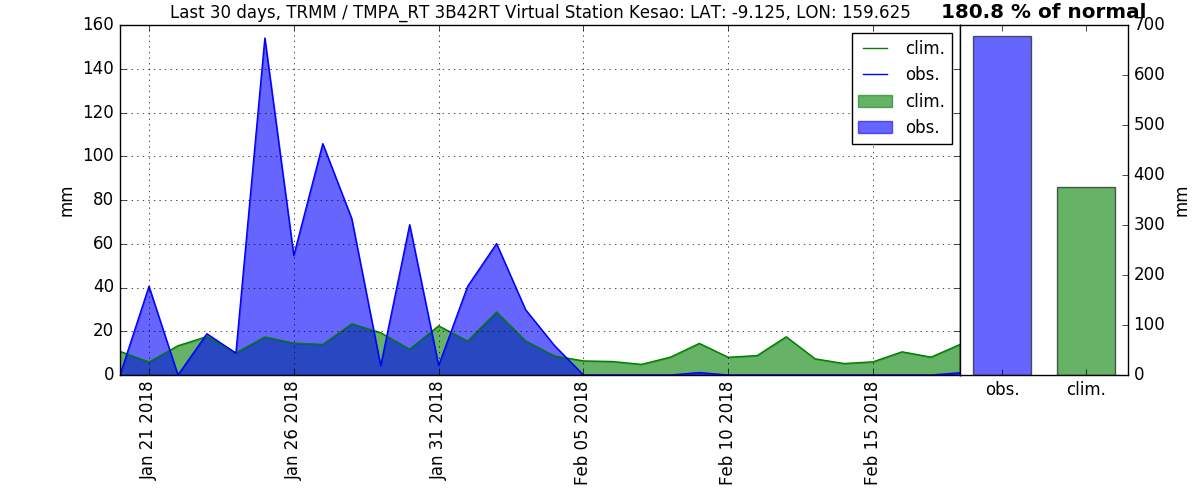 Last 30 days, TRMM / TMPA_RT 3B42RT Virtual Station Kesao: LAT: -9.125, LON: 159.625
180.8 % of normal
160
140
120
100
80
60
40
20
0
mm
clim.
obs.
clim.
obs.
700
600
500
400
300
200
100
0
mm
Jan 21 2018
Jan 26 2018
Jan 31 2018
Feb 05 2018
Feb 10 2018
Feb 15 2018
obs.
clim.